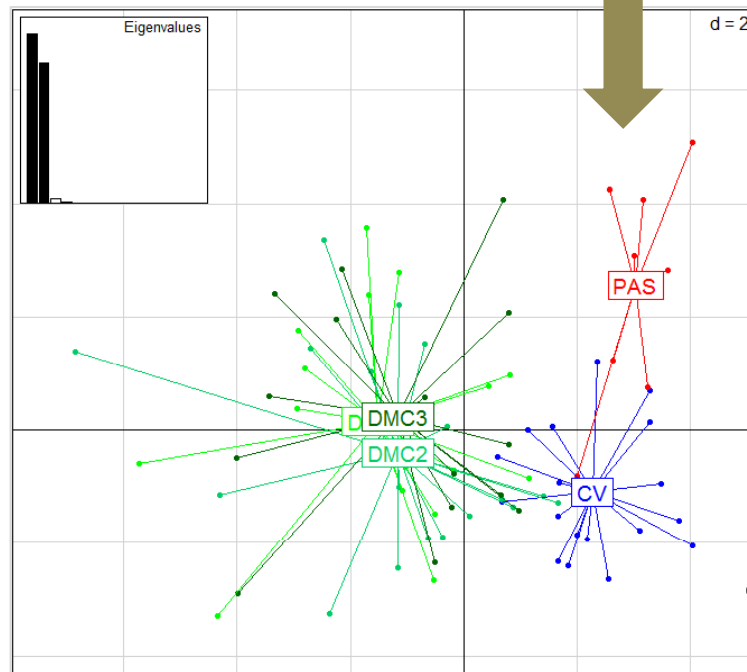 Eigenvalues
d = 2
PAS
D
DMC3
DMC2
CV